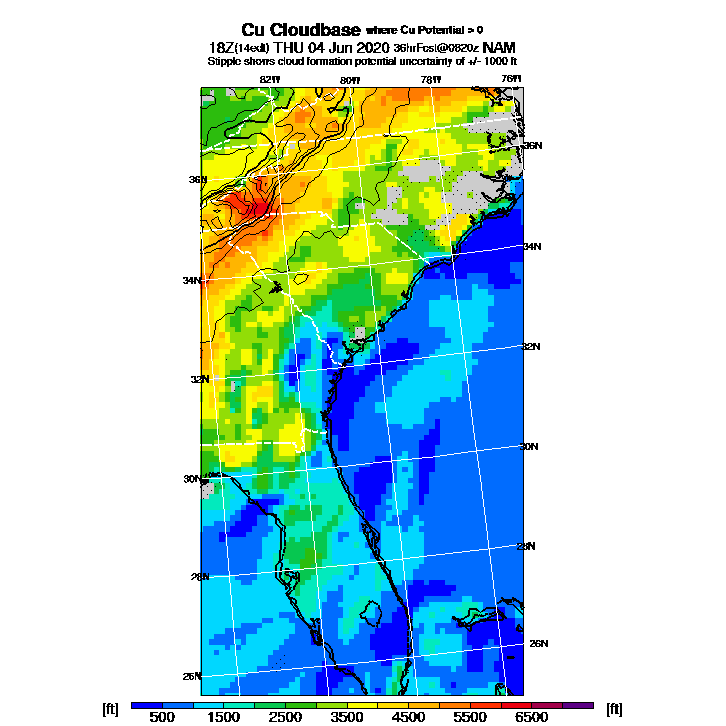 Cu Cloudbase where Cu Potential > 0
18Z(14edt) THU 04 Jun 2020 36hrFcst@0820z NAM
Stipple shows cloud formation potential uncertainty of +/- 1000 ft
82W 80W 78W 76W
36N
36N
34N
34N
32N
32N
30N
30N
28N
28N
26N
26N
[ft] [ft]
500 1500 2500 3500 4500 5500 6500